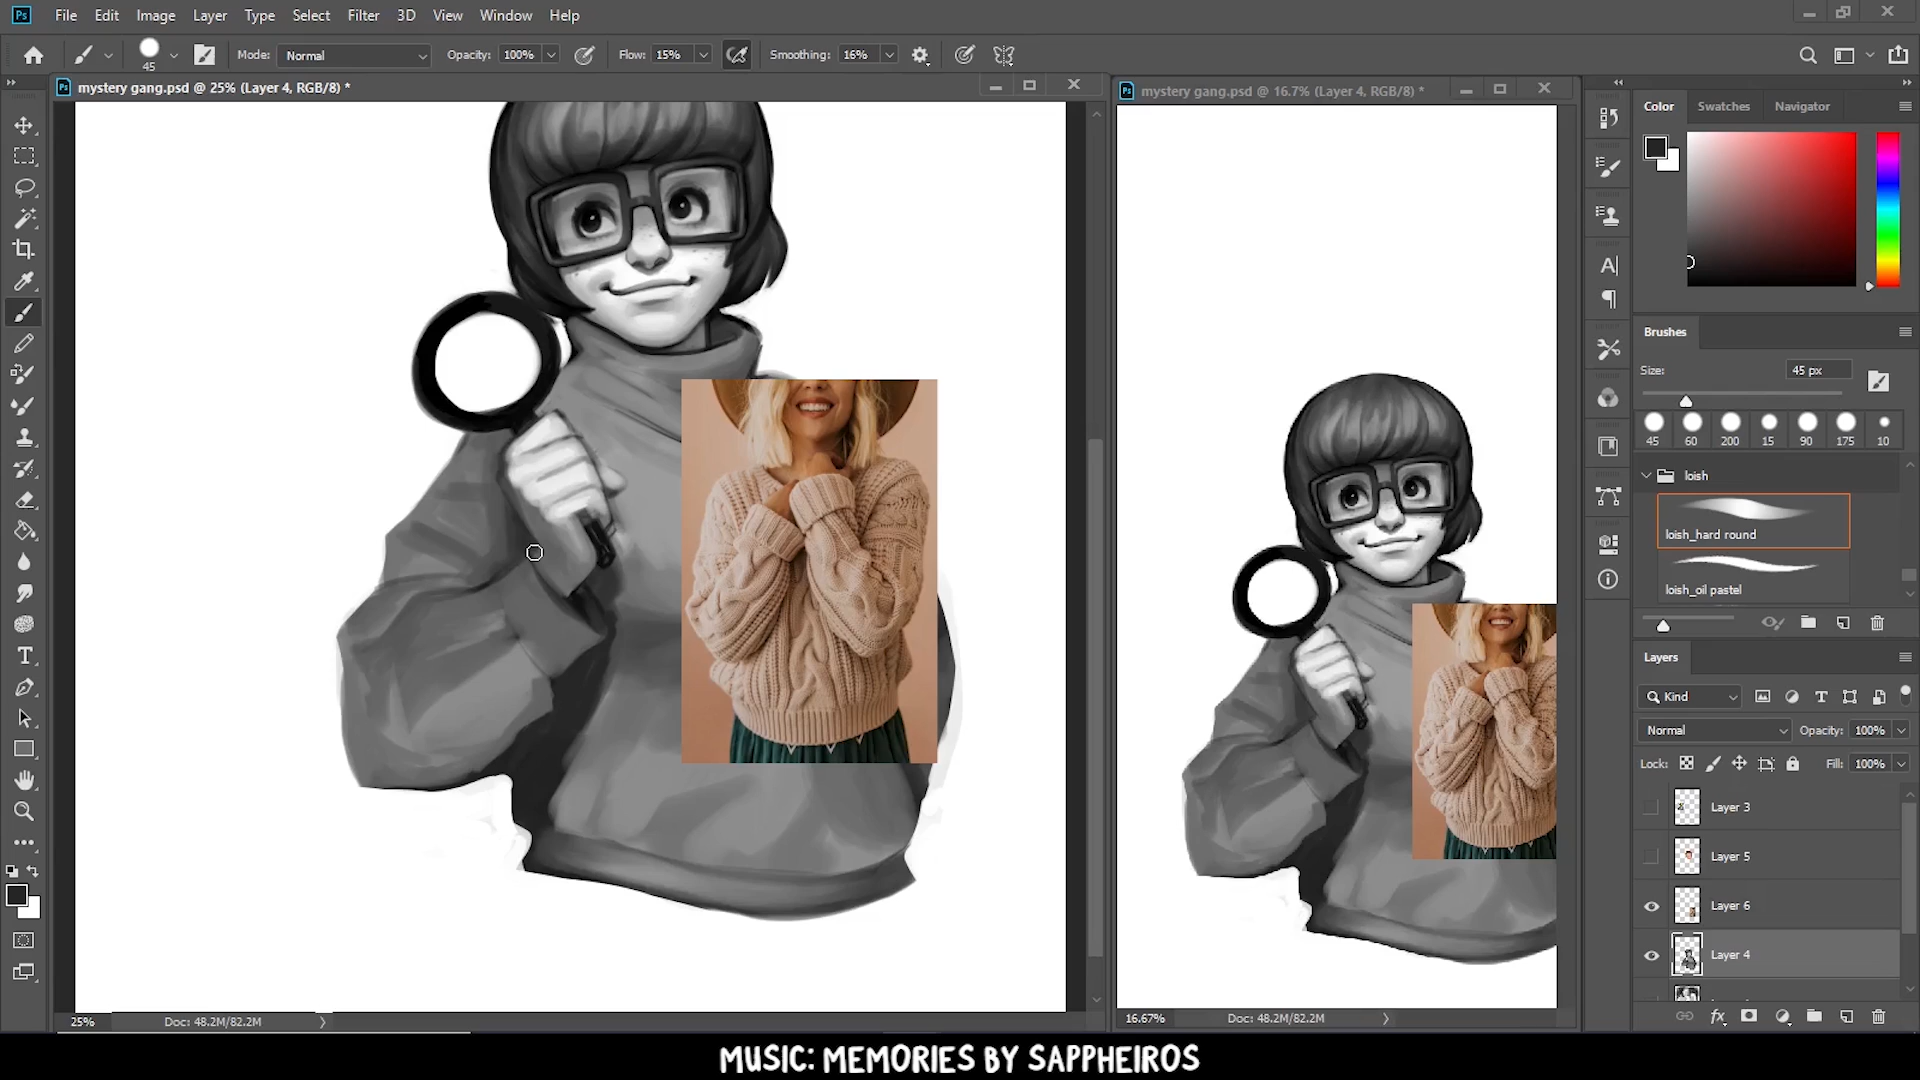 Ps File Edit Image Layer Type Select Filter 3D View Window Help
45 Mode: Normal Opacity: 100% Flow: 15% Smoothing: 16%
Ps mystery gang.psd @ 25% (Layer 4, RGB/8) *
Ps mystery gang.psd @ 16.7% (Layer 4, RGB/8) *
Color Swatches Navigator
Brushes
Size: 45 px
45 60 200 15 90 175 10
loish
loish_hard round
loish_oil pastel
Layers
Kind
Normal Opacity: 100%
Lock: Fill: 100%
Layer 3
Layer 5
Layer 6
Layer 4
25% Doc: 48.2M/82.2M
16.67% Doc: 48.2M/82.2M
MUSIC: MEMORIES BY SAPPHEIROS